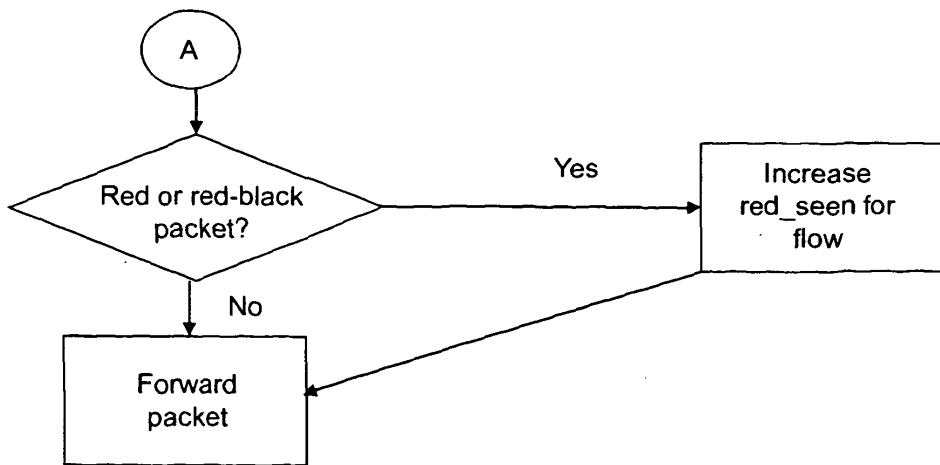 A
Red or red-black
packet?
Yes
Increase
red_seen for
flow
No
Forward
packet